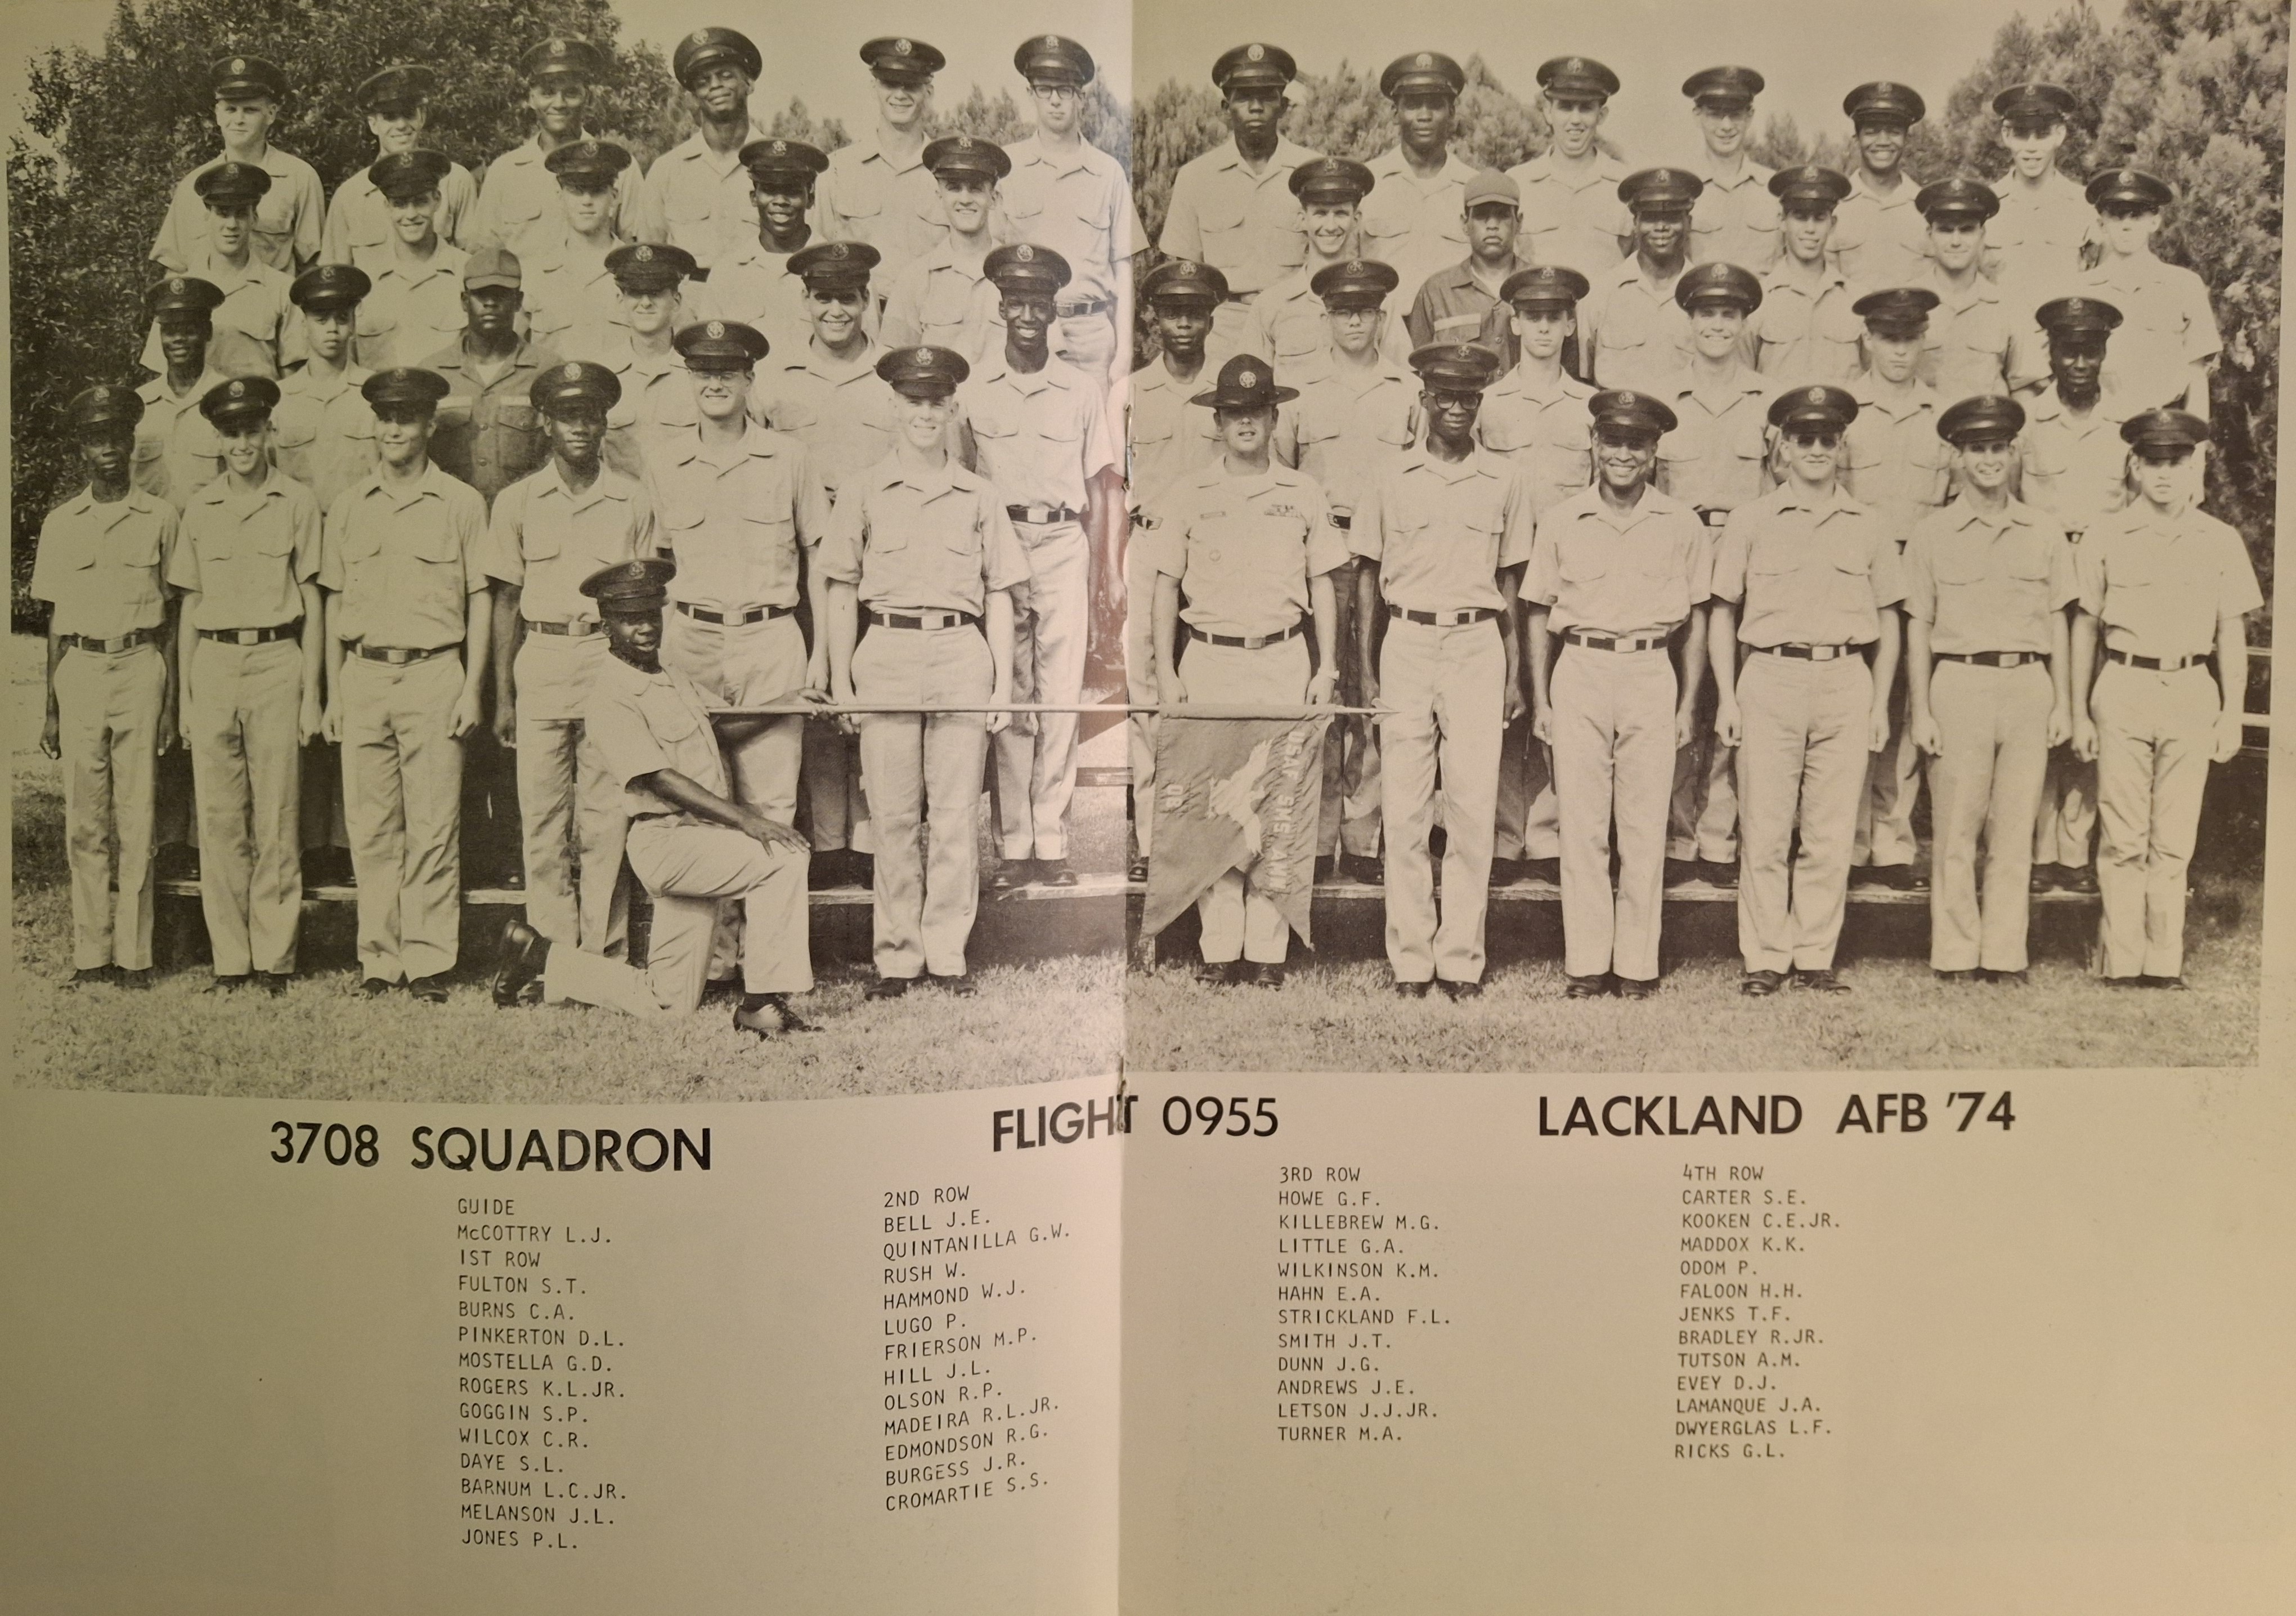 3708 SQUADRON FLIGHT 0955 LACKLAND AFB '74
GUIDE
McCOTTRY L.J.
1ST ROW
FULTON S.T.
BURNS C.A.
PINKERTON D.L.
MOSTELLA G.D.
ROGERS K.L.JR.
GOGGIN S.P.
WILCOX C.R.
DAYE S.L.
BARNUM L.C.JR.
MELANSON J.L.
JONES P.L.
2ND ROW
BELL J.E.
QUINTANILLA G.W.
RUSH W.
HAMMOND W.J.
LUGO P.
FRIERSON M.P.
HILL J.L.
OLSON R.P.
MADEIRA R.L.JR.
EDMONDSON R.G.
BURGESS J.R.
CROMARTIE S.S.
3RD ROW
HOWE G.F.
KILLEBREW M.G.
LITTLE G.A.
WILKINSON K.M.
HAHN E.A.
STRICKLAND F.L.
SMITH J.T.
DUNN J.G.
ANDREWS J.E.
LETSON J.J.JR.
TURNER M.A.
4TH ROW
CARTER S.E.
KOOKEN C.E.JR.
MADDOX K.K.
ODOM P.
FALOON H.H.
JENKS T.F.
BRADLEY R.JR.
TUTSON A.M.
EVEY D.J.
LAMANQUE J.A.
DWYERGLAS L.F.
RICKS G.L.